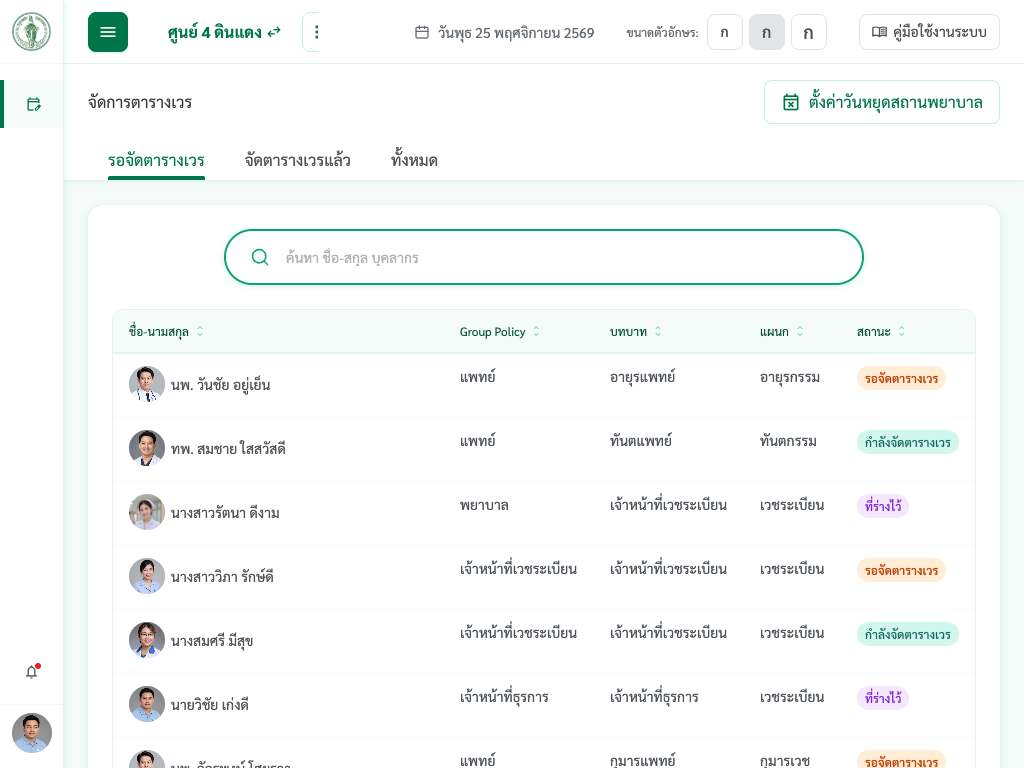 ศูนย์ 4 ดินแดง
วันพุธ 25 พฤศจิกายน 2569
ขนาดตัวอักษร:
ก
ก
ก
คู่มือใช้งานระบบ
จัดการตารางเวร
ตั้งค่าวันหยุดสถานพยาบาล
รอจัดตารางเวร
จัดตารางเวรแล้ว
ทั้งหมด
ค้นหา ชื่อ-สกุล บุคลากร
ชื่อ-นามสกุล Group Policy บทบาท แผนก สถานะ
นพ. วันชัย อยู่เย็น แพทย์ อายุรแพทย์ อายุรกรรม รอจัดตารางเวร
ทพ. สมชาย ใสสวัสดี แพทย์ ทันตแพทย์ ทันตกรรม กำลังจัดตารางเวร
นางสาวรัตนา ดีงาม พยาบาล เจ้าหน้าที่เวชระเบียน เวชระเบียน ที่ร่างไว้
นางสาววิภา รักษ์ดี เจ้าหน้าที่เวชระเบียน เจ้าหน้าที่เวชระเบียน เวชระเบียน รอจัดตารางเวร
นางสมศรี มีสุข เจ้าหน้าที่เวชระเบียน เจ้าหน้าที่เวชระเบียน เวชระเบียน กำลังจัดตารางเวร
นายวิชัย เก่งดี เจ้าหน้าที่ธุรการ เจ้าหน้าที่ธุรการ เวชระเบียน ที่ร่างไว้
แพทย์ กุมารแพทย์ กุมารเวช รอจัดตารางเวร